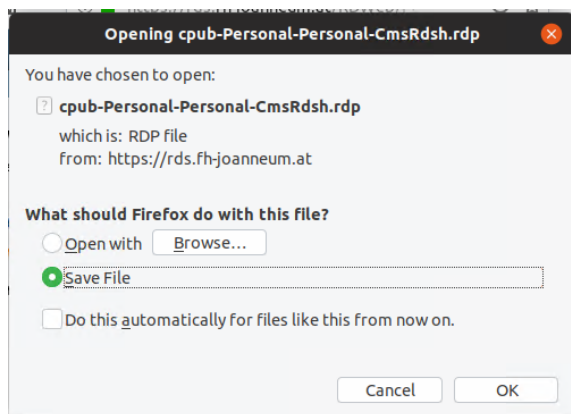 Opening cpub-Personal-Personal-CmsRdsh.rdp
You have chosen to open:
cpub-Personal-Personal-CmsRdsh.rdp
which is: RDP file
from: https://rds.fh-joanneum.at
What should Firefox do with this file?
Open with Browse...
Save File
Do this automatically for files like this from now on.
Cancel OK